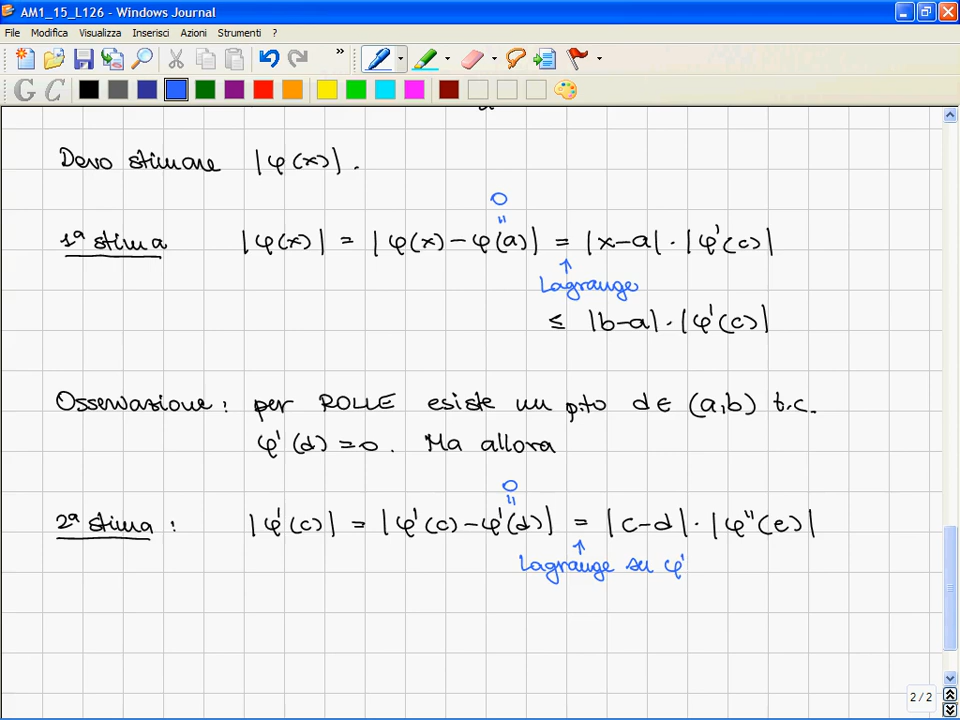 AM1_15_L126 - Windows Journal
File Modifica Visualizza Inserisci Azioni Strumenti ?
»
G C
Devo stimare |φ(x)|.
0
"
1ª stima |φ(x)| = |φ(x)-φ(a)| = |x-a|·|φ'(c)|
↑
Lagrange
≤ |b-a|·|φ'(c)|
Osservazione: per ROLLE esiste un p.to d∈(a,b) t.c.
φ'(d)=0. Ma allora
0
"
2ª stima: |φ'(c)| = |φ'(c)-φ'(d)| = |c-d|·|φ"(e)|
↑
Lagrange su φ'
2 / 2